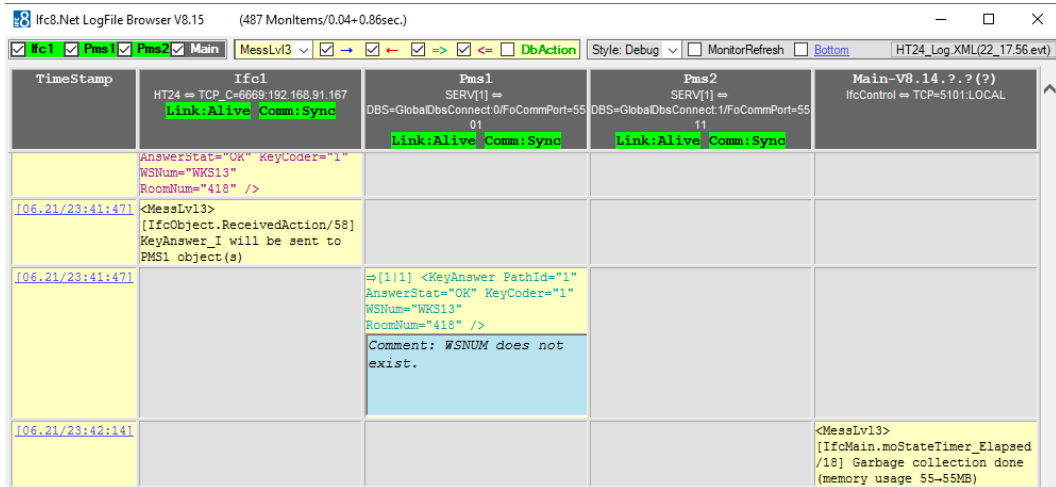 Ifc8.Net LogFile Browser V8.15 (487 MonItems/0.04+0.86sec.)
Ifc1 Pms1 Pms2 Main MessLvl3 → ← => <= DbAction Style: Debug MonitorRefresh Bottom HT24_Log.XML(22_17.56.evt)
TimeStamp
Ifc1
HT24 ⇔ TCP_C=6669:192.168.91.167
Link:Alive Comm:Sync
Pms1
SERV[1] ⇔
DBS=GlobalDbsConnect:0/FoCommPort=55
01
Link:Alive Comm:Sync
Pms2
SERV[1] ⇔
DBS=GlobalDbsConnect:1/FoCommPort=55
11
Link:Alive Comm:Sync
Main-V8.14.?.?(?)
IfcControl ⇔ TCP=5101:LOCAL
AnswerStat="OK" KeyCoder="1"
WSNum="WKS13"
RoomNum="418" />
[06.21/23:41:47]
<MessLvl3>
[IfcObject.ReceivedAction/58]
KeyAnswer_I will be sent to
PMS1 object(s)
[06.21/23:41:47]
⇒[1|1] <KeyAnswer PathId="1"
AnswerStat="OK" KeyCoder="1"
WSNum="WKS13"
RoomNum="418" />
Comment: WSNUM does not
exist.
[06.21/23:42:14]
<MessLvl3>
[IfcMain.moStateTimer_Elapsed
/18] Garbage collection done
(memory usage 55→55MB)